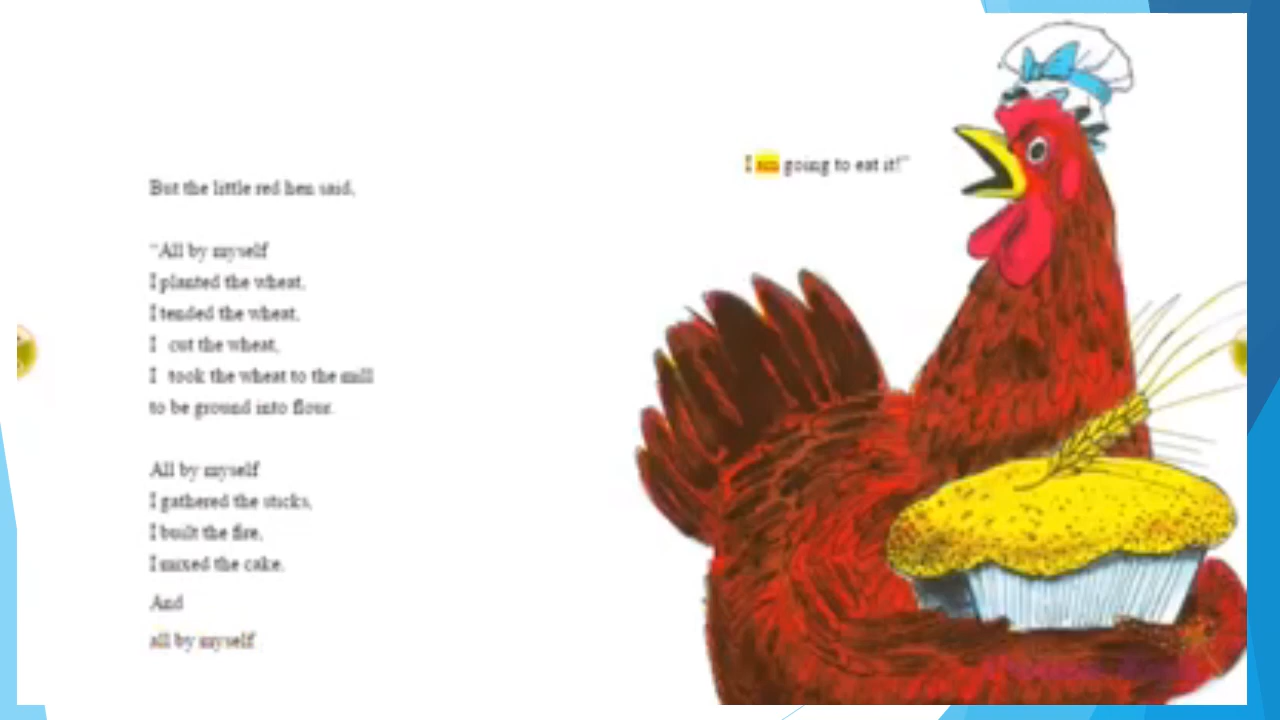 But the little red hen said,
"All by myself
I planted the wheat,
I tended the wheat,
I cut the wheat,
I took the wheat to the mill
to be ground into flour.
All by myself
I gathered the sticks,
I built the fire,
I mixed the cake.
And
all by myself
I am going to eat it!"